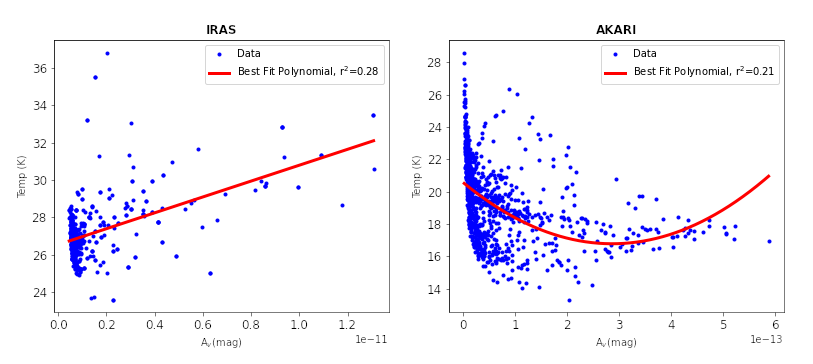 IRAS
Data
Best Fit Polynomial, r²=0.28
36
34
32
30
28
26
24
Temp (K)
0.0 0.2 0.4 0.6 0.8 1.0 1.2
1e−11
Aᵥ(mag)
AKARI
Data
Best Fit Polynomial, r²=0.21
28
26
24
22
20
18
16
14
Temp (K)
0 1 2 3 4 5 6
1e−13
Aᵥ(mag)